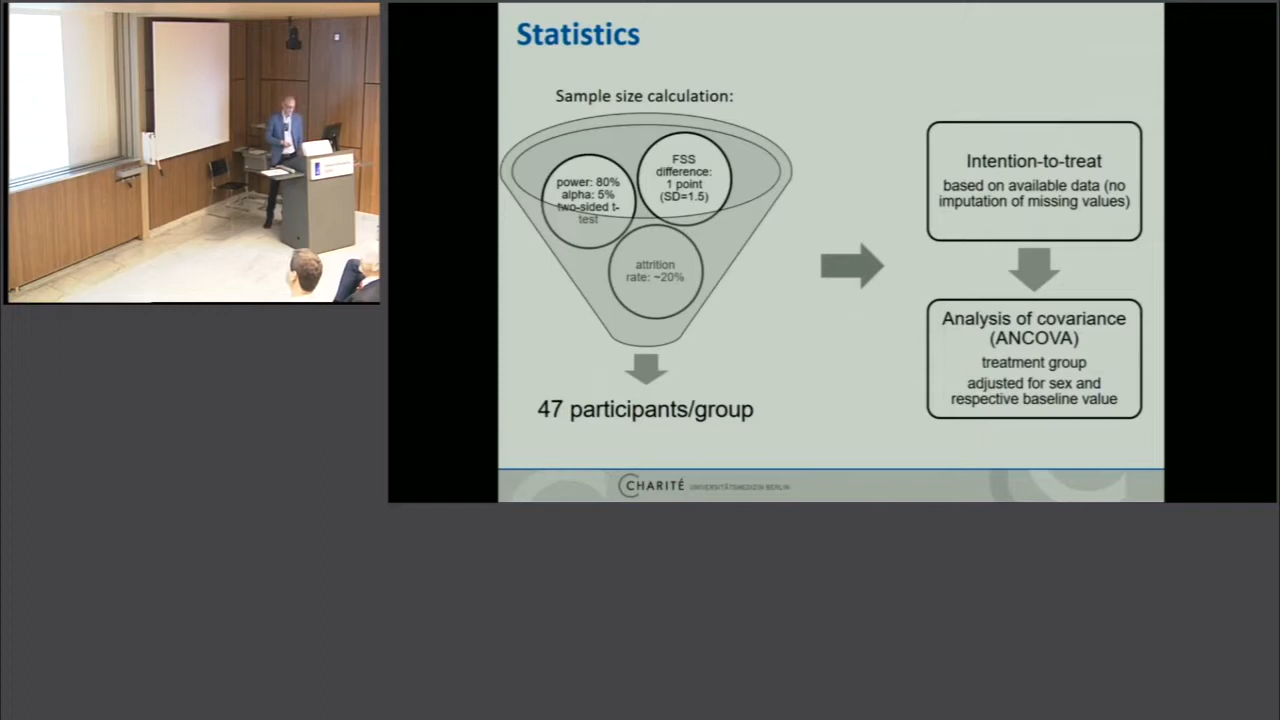 Statistics
Sample size calculation:
power: 80%
alpha: 5%
two-sided t-
test
FSS
difference:
1 point
(SD=1.5)
attrition
rate: ~20%
47 participants/group
Intention-to-treat
based on available data (no
imputation of missing values)
Analysis of covariance
(ANCOVA)
treatment group
adjusted for sex and
respective baseline value
CHARITÉ UNIVERSITÄTSMEDIZIN BERLIN